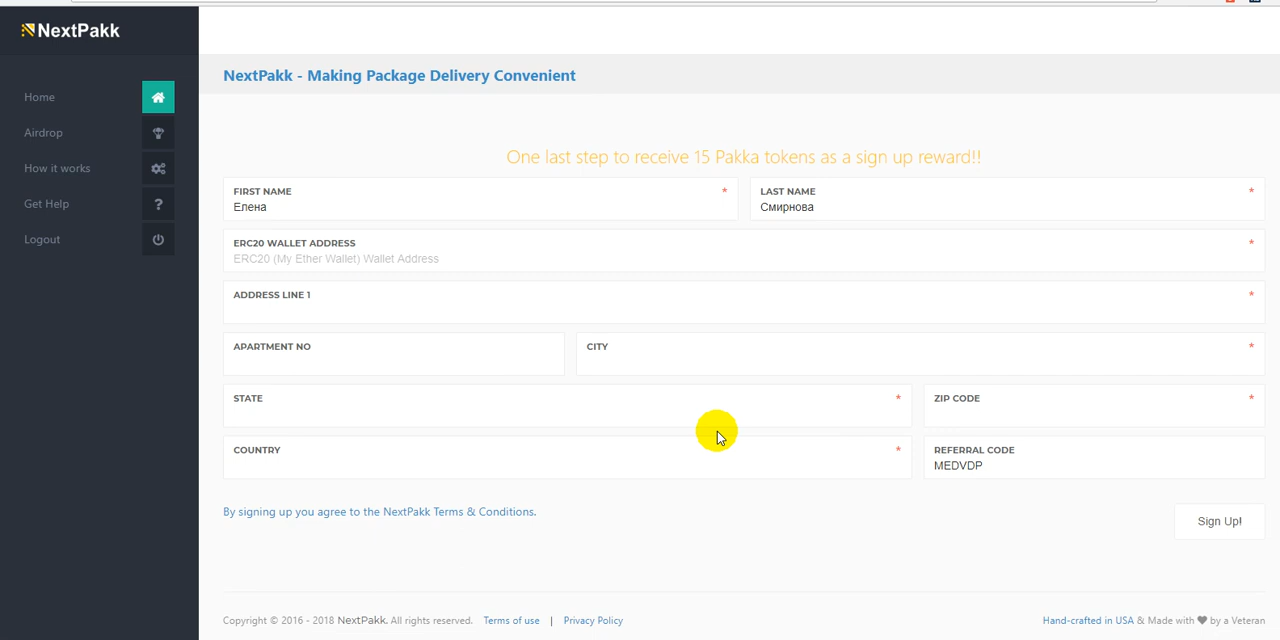 NextPakk
NextPakk - Making Package Delivery Convenient
Home
Airdrop
How it works
Get Help
?
Logout
One last step to receive 15 Pakka tokens as a sign up reward!!
FIRST NAME *
Елена
LAST NAME *
Смирнова
ERC20 WALLET ADDRESS *
ERC20 (My Ether Wallet) Wallet Address
ADDRESS LINE 1 *
APARTMENT NO
CITY *
STATE *
ZIP CODE *
COUNTRY *
REFERRAL CODE
MEDVDP
By signing up you agree to the NextPakk Terms & Conditions.
Sign Up!
Copyright © 2016 - 2018 NextPakk. All rights reserved. Terms of use | Privacy Policy
Hand-crafted in USA & Made with ♥ by a Veteran